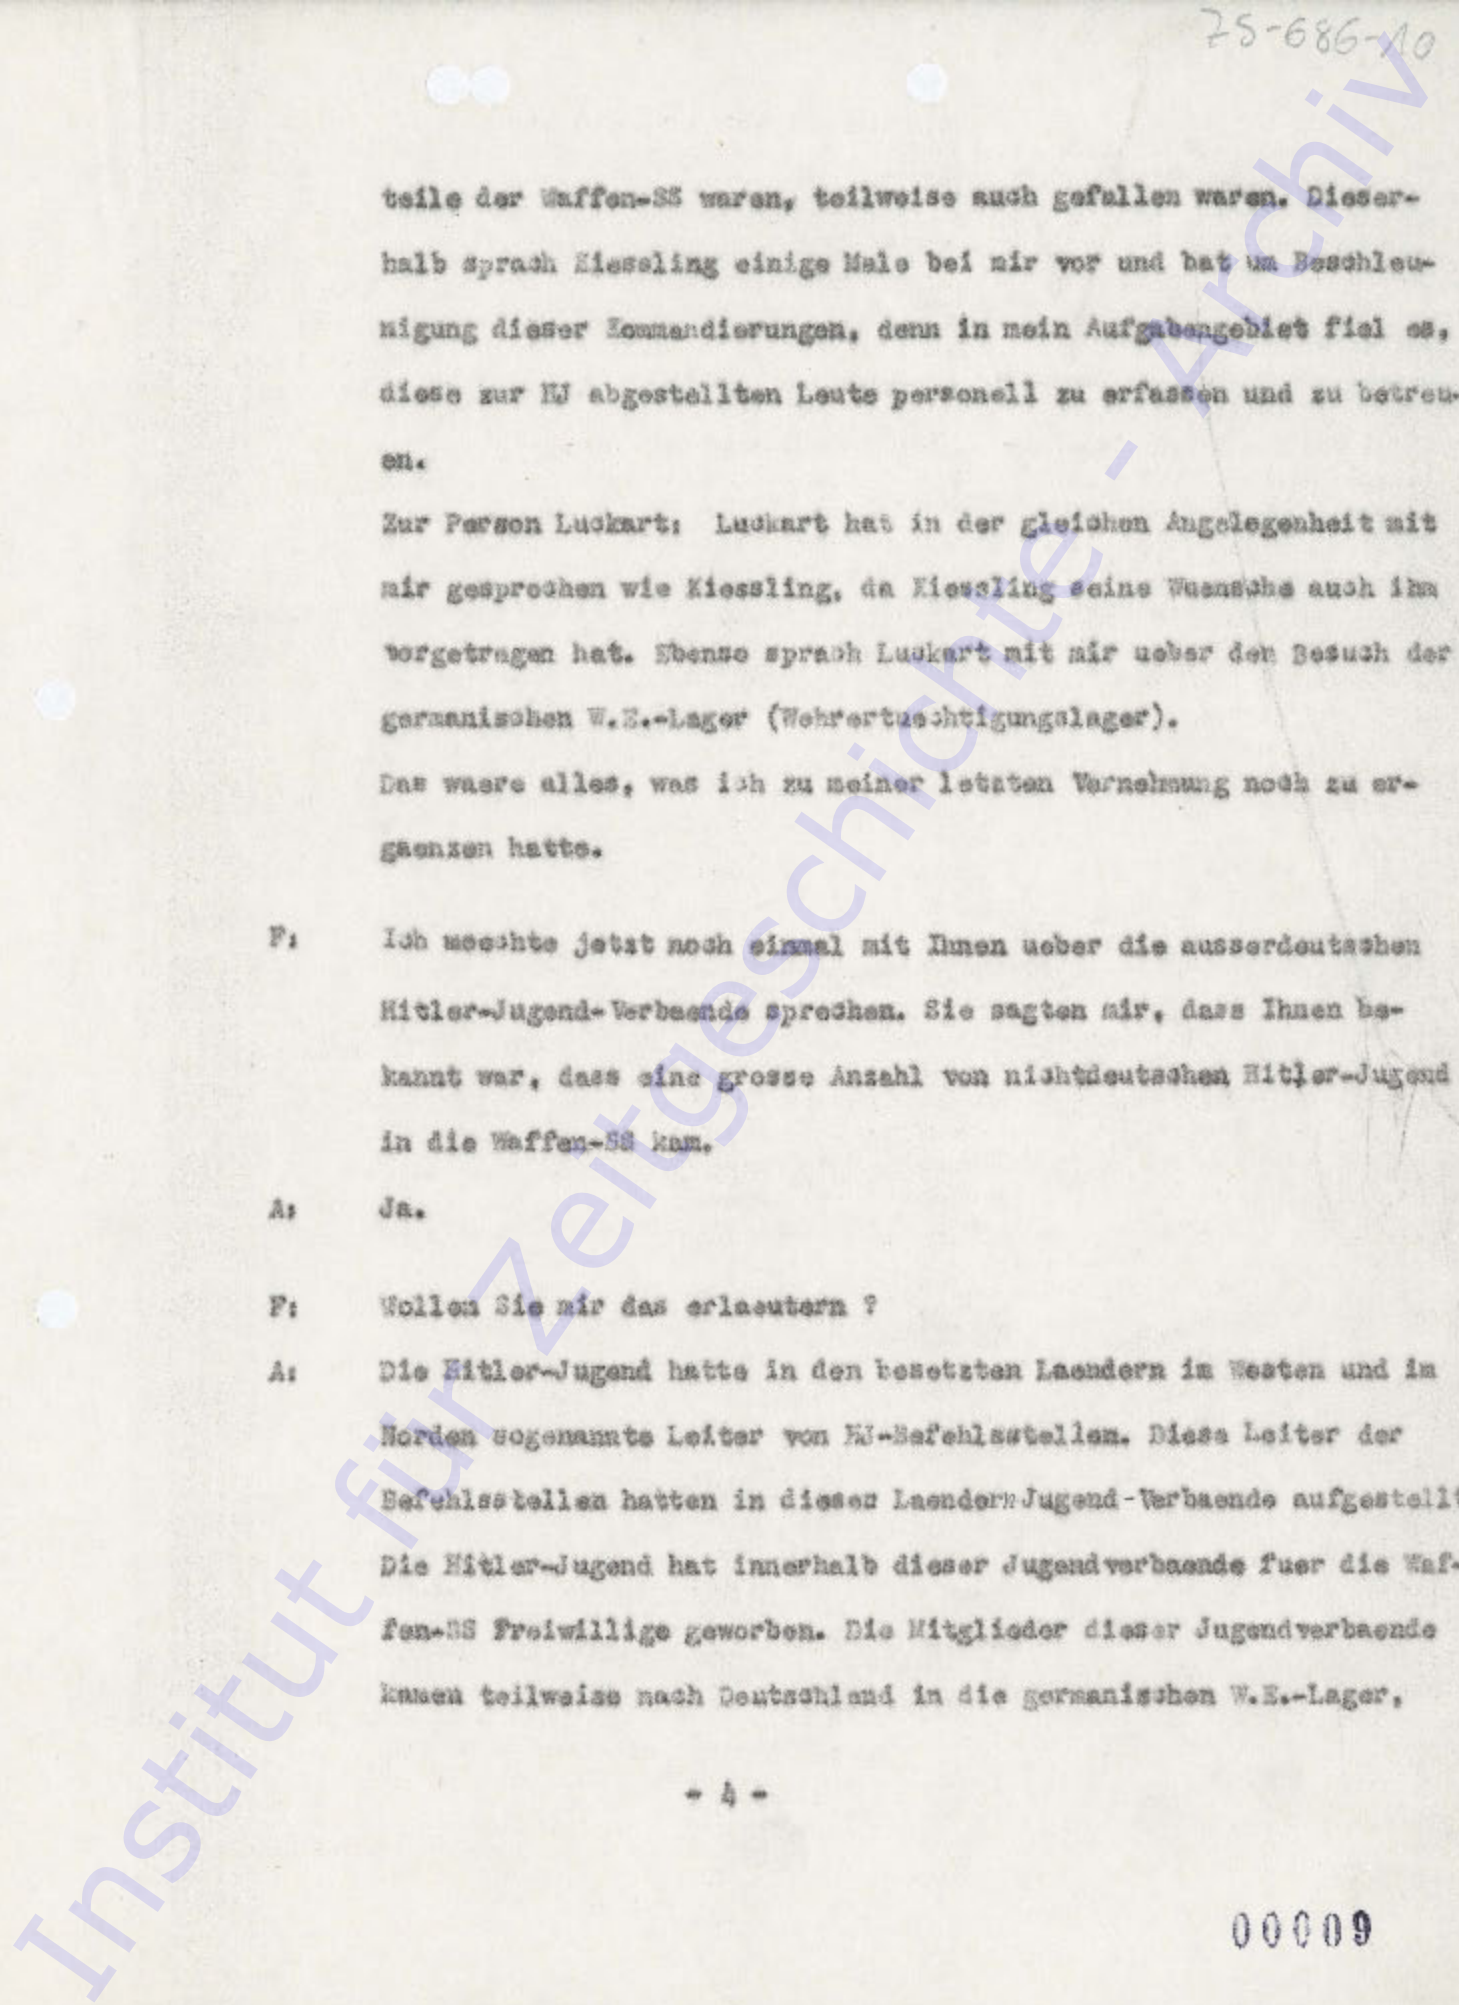 ZS-686-10
teile der Waffen-SS waren, teilweise auch gefallen waren. Dieser-
halb sprach Kiessling einige Male bei mir vor und bat um Beschleu-
nigung dieser Kommandierungen, denn in mein Aufgabengebiet fiel es,
diese zur HJ abgestellten Leute personell zu erfassen und zu betreu-
en.
Zur Person Luckart: Luckart hat in der gleichen Angelegenheit mit
mir gesprochen wie Kiessling, da Kiessling seine Wuensche auch ihm
vorgetragen hat. Ebenso sprach Luckart mit mir ueber den Besuch der
germanischen W.E.-Lager (Wehrertuechtigungslager).
Das waere alles, was ich zu meiner letzten Vernehmung noch zu er-
gaenzen hatte.
F: Ich moechte jetzt noch einmal mit Ihnen ueber die ausserdeutschen
Hitler-Jugend-Verbaende sprechen. Sie sagten mir, dass Ihnen be-
kannt war, dass eine grosse Anzahl von nichtdeutschen Hitler-Jugend
in die Waffen-SS kam.
A: Ja.
F: Wollen Sie mir das erlaeutern ?
A: Die Hitler-Jugend hatte in den besetzten Laendern im Westen und im
Norden sogenannte Leiter von HJ-Befehlsstellen. Diese Leiter der
Befehlsstellen hatten in diesen Laendern Jugend-Verbaende aufgestellt
Die Hitler-Jugend hat innerhalb dieser Jugendverbaende fuer die Waf-
fen-SS Freiwillige geworben. Die Mitglieder dieser Jugendverbaende
kamen teilweise nach Deutschland in die germanischen W.E.-Lager,
- 4 -
00009
Institut für Zeitgeschichte - Archiv